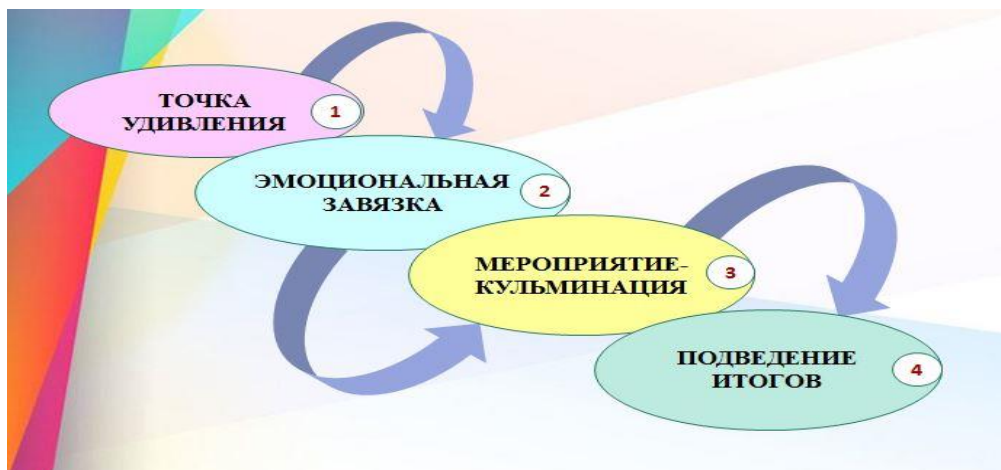 ТОЧКА
УДИВЛЕНИЯ
1
ЭМОЦИОНАЛЬНАЯ
ЗАВЯЗКА
2
МЕРОПРИЯТИЕ-
КУЛЬМИНАЦИЯ
3
ПОДВЕДЕНИЕ
ИТОГОВ
4